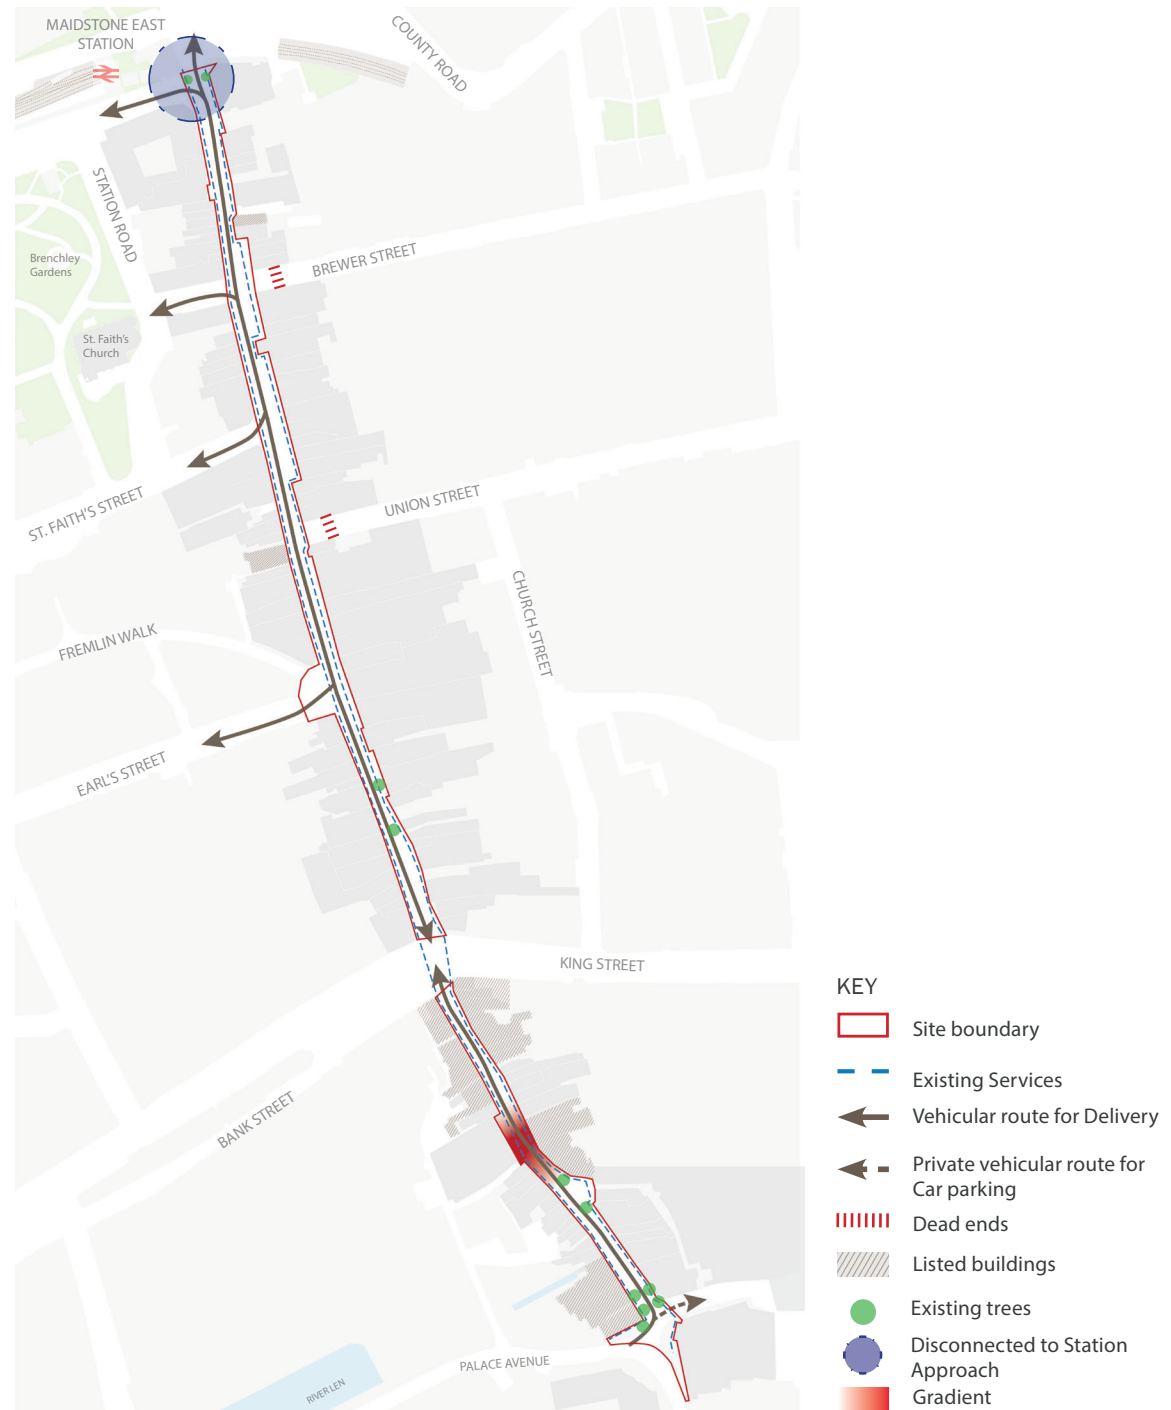 MAIDSTONE EAST
STATION
COUNTY ROAD
STATION ROAD
Brenchley
Gardens
BREWER STREET
St. Faith's
Church
UNION STREET
ST. FAITH'S STREET
CHURCH STREET
FREMLIN WALK
EARL'S STREET
KING STREET
BANK STREET
PALACE AVENUE
RIVER LEN
KEY
Site boundary
Existing Services
Vehicular route for Delivery
Private vehicular route for
Car parking
Dead ends
Listed buildings
Existing trees
Disconnected to Station
Approach
Gradient